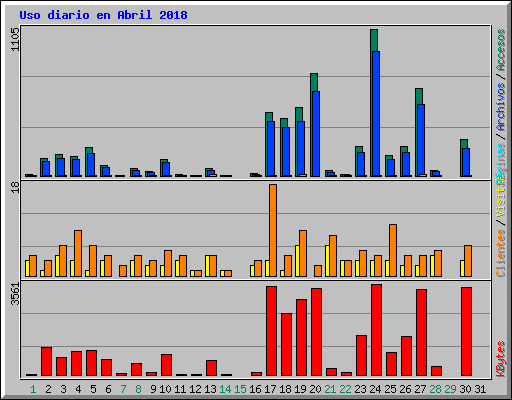 Uso diario en Abril 2018
1105
18
3561
Clientes / Visitas
Páginas / Archivos / Accesos
KBytes
1 2 3 4 5 6 7 8 9 10 11 12 13 14 15 16 17 18 19 20 21 22 23 24 25 26 27 28 29 30 31